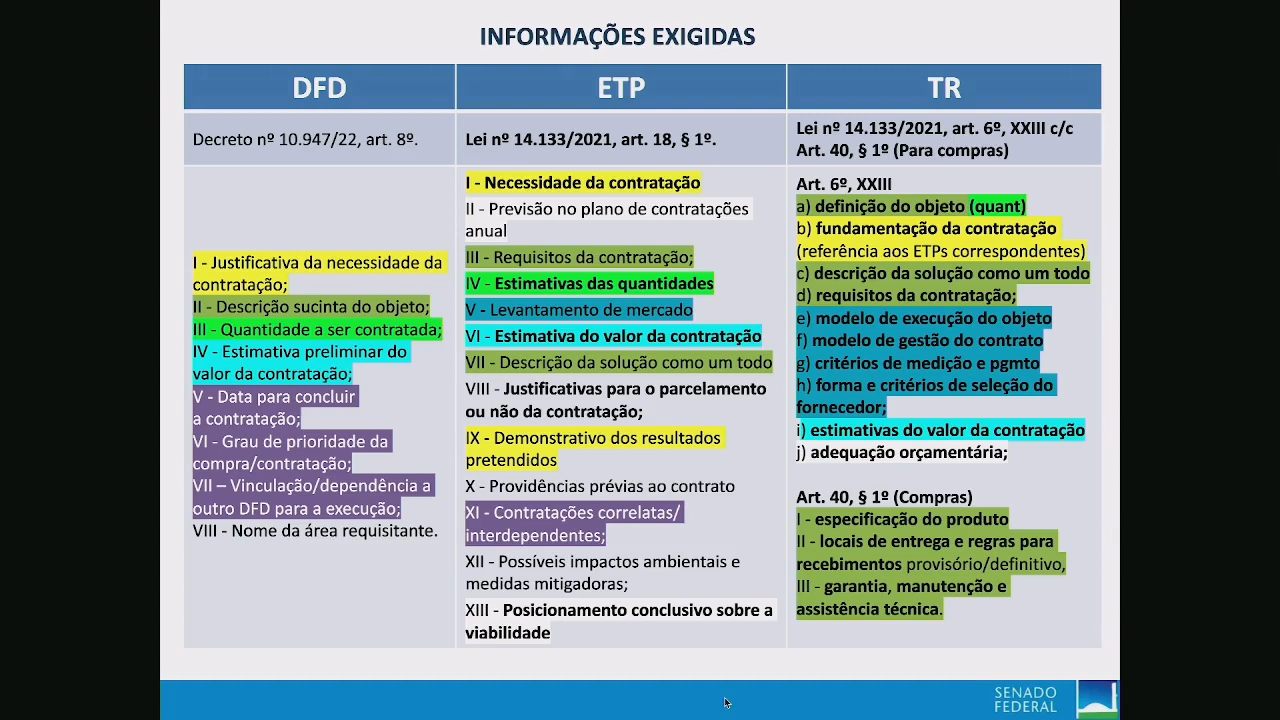 INFORMAÇÕES EXIGIDAS
DFD
ETP
TR
Decreto nº 10.947/22, art. 8º.
Lei nº 14.133/2021, art. 18, § 1º.
Lei nº 14.133/2021, art. 6º, XXIII c/c
Art. 40, § 1º (Para compras)
I - Justificativa da necessidade da
contratação;
II - Descrição sucinta do objeto;
III - Quantidade a ser contratada;
IV - Estimativa preliminar do
valor da contratação;
V - Data para concluir
a contratação;
VI - Grau de prioridade da
compra/contratação;
VII – Vinculação/dependência a
outro DFD para a execução;
VIII - Nome da área requisitante.
I - Necessidade da contratação
II - Previsão no plano de contratações
anual
III - Requisitos da contratação;
IV - Estimativas das quantidades
V - Levantamento de mercado
VI - Estimativa do valor da contratação
VII - Descrição da solução como um todo
VIII - Justificativas para o parcelamento
ou não da contratação;
IX - Demonstrativo dos resultados
pretendidos
X - Providências prévias ao contrato
XI - Contratações correlatas/
interdependentes;
XII - Possíveis impactos ambientais e
medidas mitigadoras;
XIII - Posicionamento conclusivo sobre a
viabilidade
Art. 6º, XXIII
a) definição do objeto (quant)
b) fundamentação da contratação
(referência aos ETPs correspondentes)
c) descrição da solução como um todo
d) requisitos da contratação;
e) modelo de execução do objeto
f) modelo de gestão do contrato
g) critérios de medição e pgmto
h) forma e critérios de seleção do
fornecedor;
i) estimativas do valor da contratação
j) adequação orçamentária;
Art. 40, § 1º (Compras)
I - especificação do produto
II - locais de entrega e regras para
recebimentos provisório/definitivo,
III - garantia, manutenção e
assistência técnica.
SENADO
FEDERAL